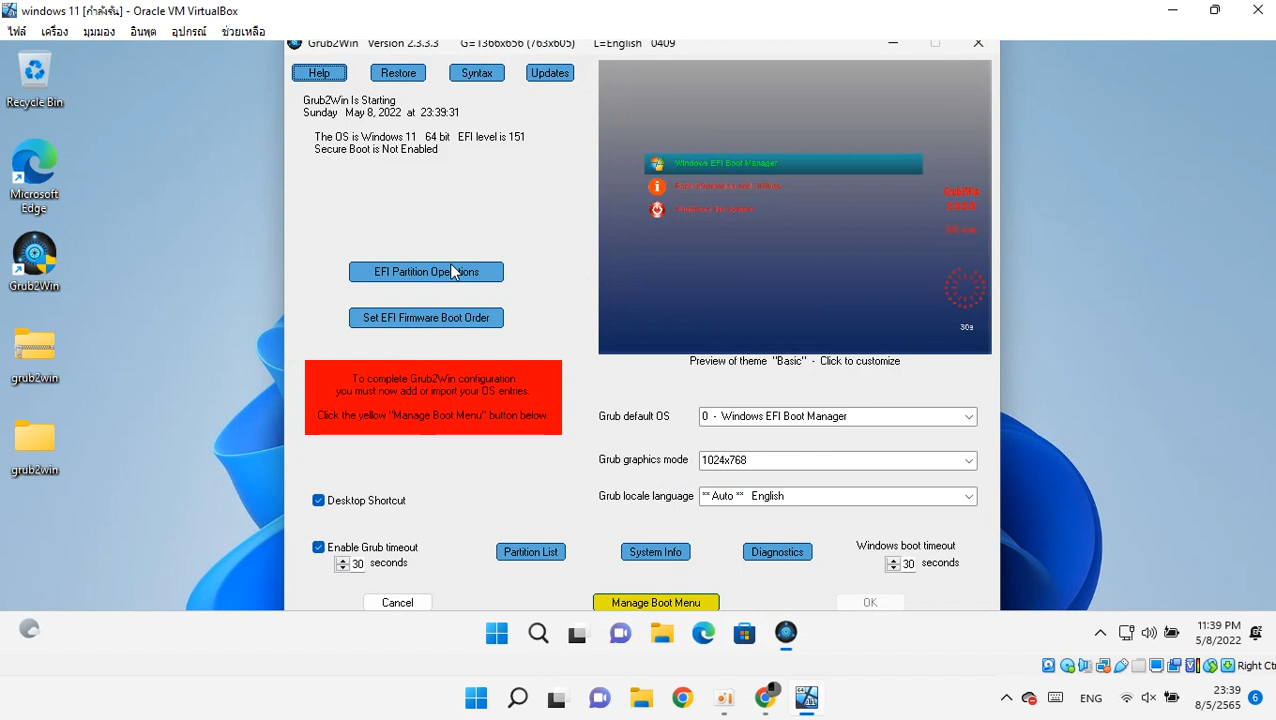 windows 11 [กำลังรัน] - Oracle VM VirtualBox
ไฟล์ เครื่อง มุมมอง อินพุต อุปกรณ์ ช่วยเหลือ
Recycle Bin
Microsoft
Edge
Grub2Win
grub2win
grub2win
Grub2Win Version 2.3.3.3 G=1366x656 (763x605) L=English 0409
Help Restore Syntax Updates
Grub2Win Is Starting
Sunday May 8, 2022 at 23:39:31
The OS is Windows 11 64 bit EFI level is 151
Secure Boot is Not Enabled
EFI Partition Operations
Set EFI Firmware Boot Order
To complete Grub2Win configuration
you must now add or import your OS entries.
Click the yellow "Manage Boot Menu" button below.
Windows EFI Boot Manager
Grub2Win
30s
Preview of theme "Basic" - Click to customize
Grub default OS 0 - Windows EFI Boot Manager
Grub graphics mode 1024x768
Grub locale language ** Auto ** English
Desktop Shortcut
Enable Grub timeout
30 seconds
Partition List System Info Diagnostics
Windows boot timeout
30 seconds
Cancel Manage Boot Menu OK
11:39 PM
5/8/2022
Right Ctrl
ENG
23:39
8/5/2565
6